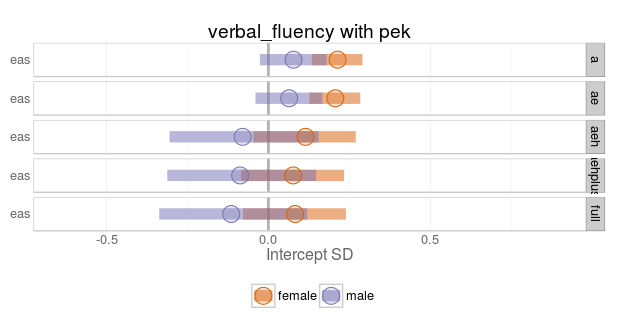 verbal_fluency with pek
eas a
eas ae
eas aeh
eas ehplus
eas full
-0.5 0.0 0.5
Intercept SD
female male